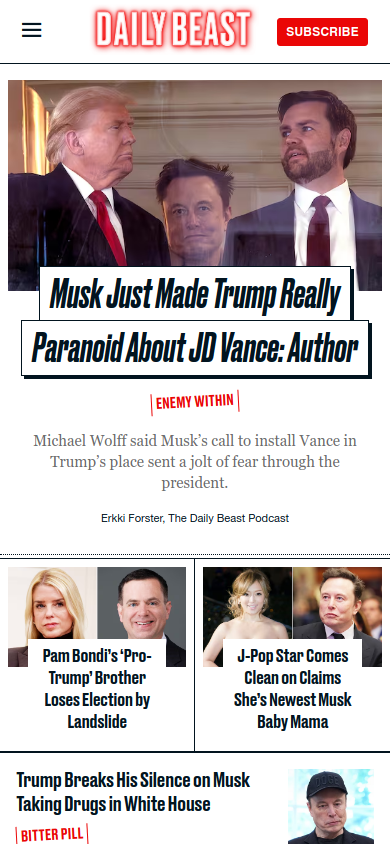 DAILY BEAST
SUBSCRIBE
Musk Just Made Trump Really
Paranoid About JD Vance: Author
ENEMY WITHIN
Michael Wolff said Musk’s call to install Vance in
Trump’s place sent a jolt of fear through the
president.
Erkki Forster, The Daily Beast Podcast
Pam Bondi’s ‘Pro-
Trump’ Brother
Loses Election by
Landslide
J-Pop Star Comes
Clean on Claims
She’s Newest Musk
Baby Mama
Trump Breaks His Silence on Musk
Taking Drugs in White House
BITTER PILL